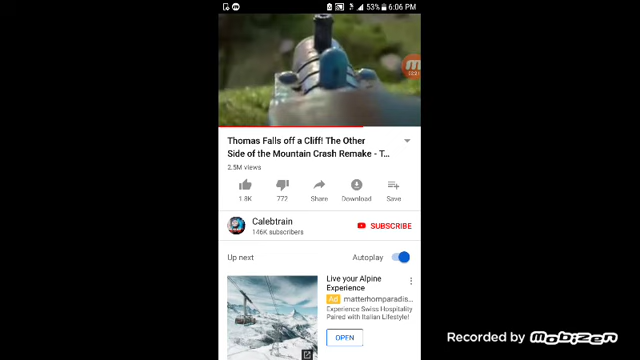 53% 6:06 PM
Thomas Falls off a Cliff! The Other
Side of the Mountain Crash Remake - T...
2.5M views
1.8K
772
Share
Download
Save
Calebtrain
146K subscribers
SUBSCRIBE
Up next
Autoplay
Live your Alpine
Experience
Ad matterhornparadis...
Experience Swiss Hospitality
Paired with Italian Lifestyle!
OPEN
Recorded by MOBIZEN